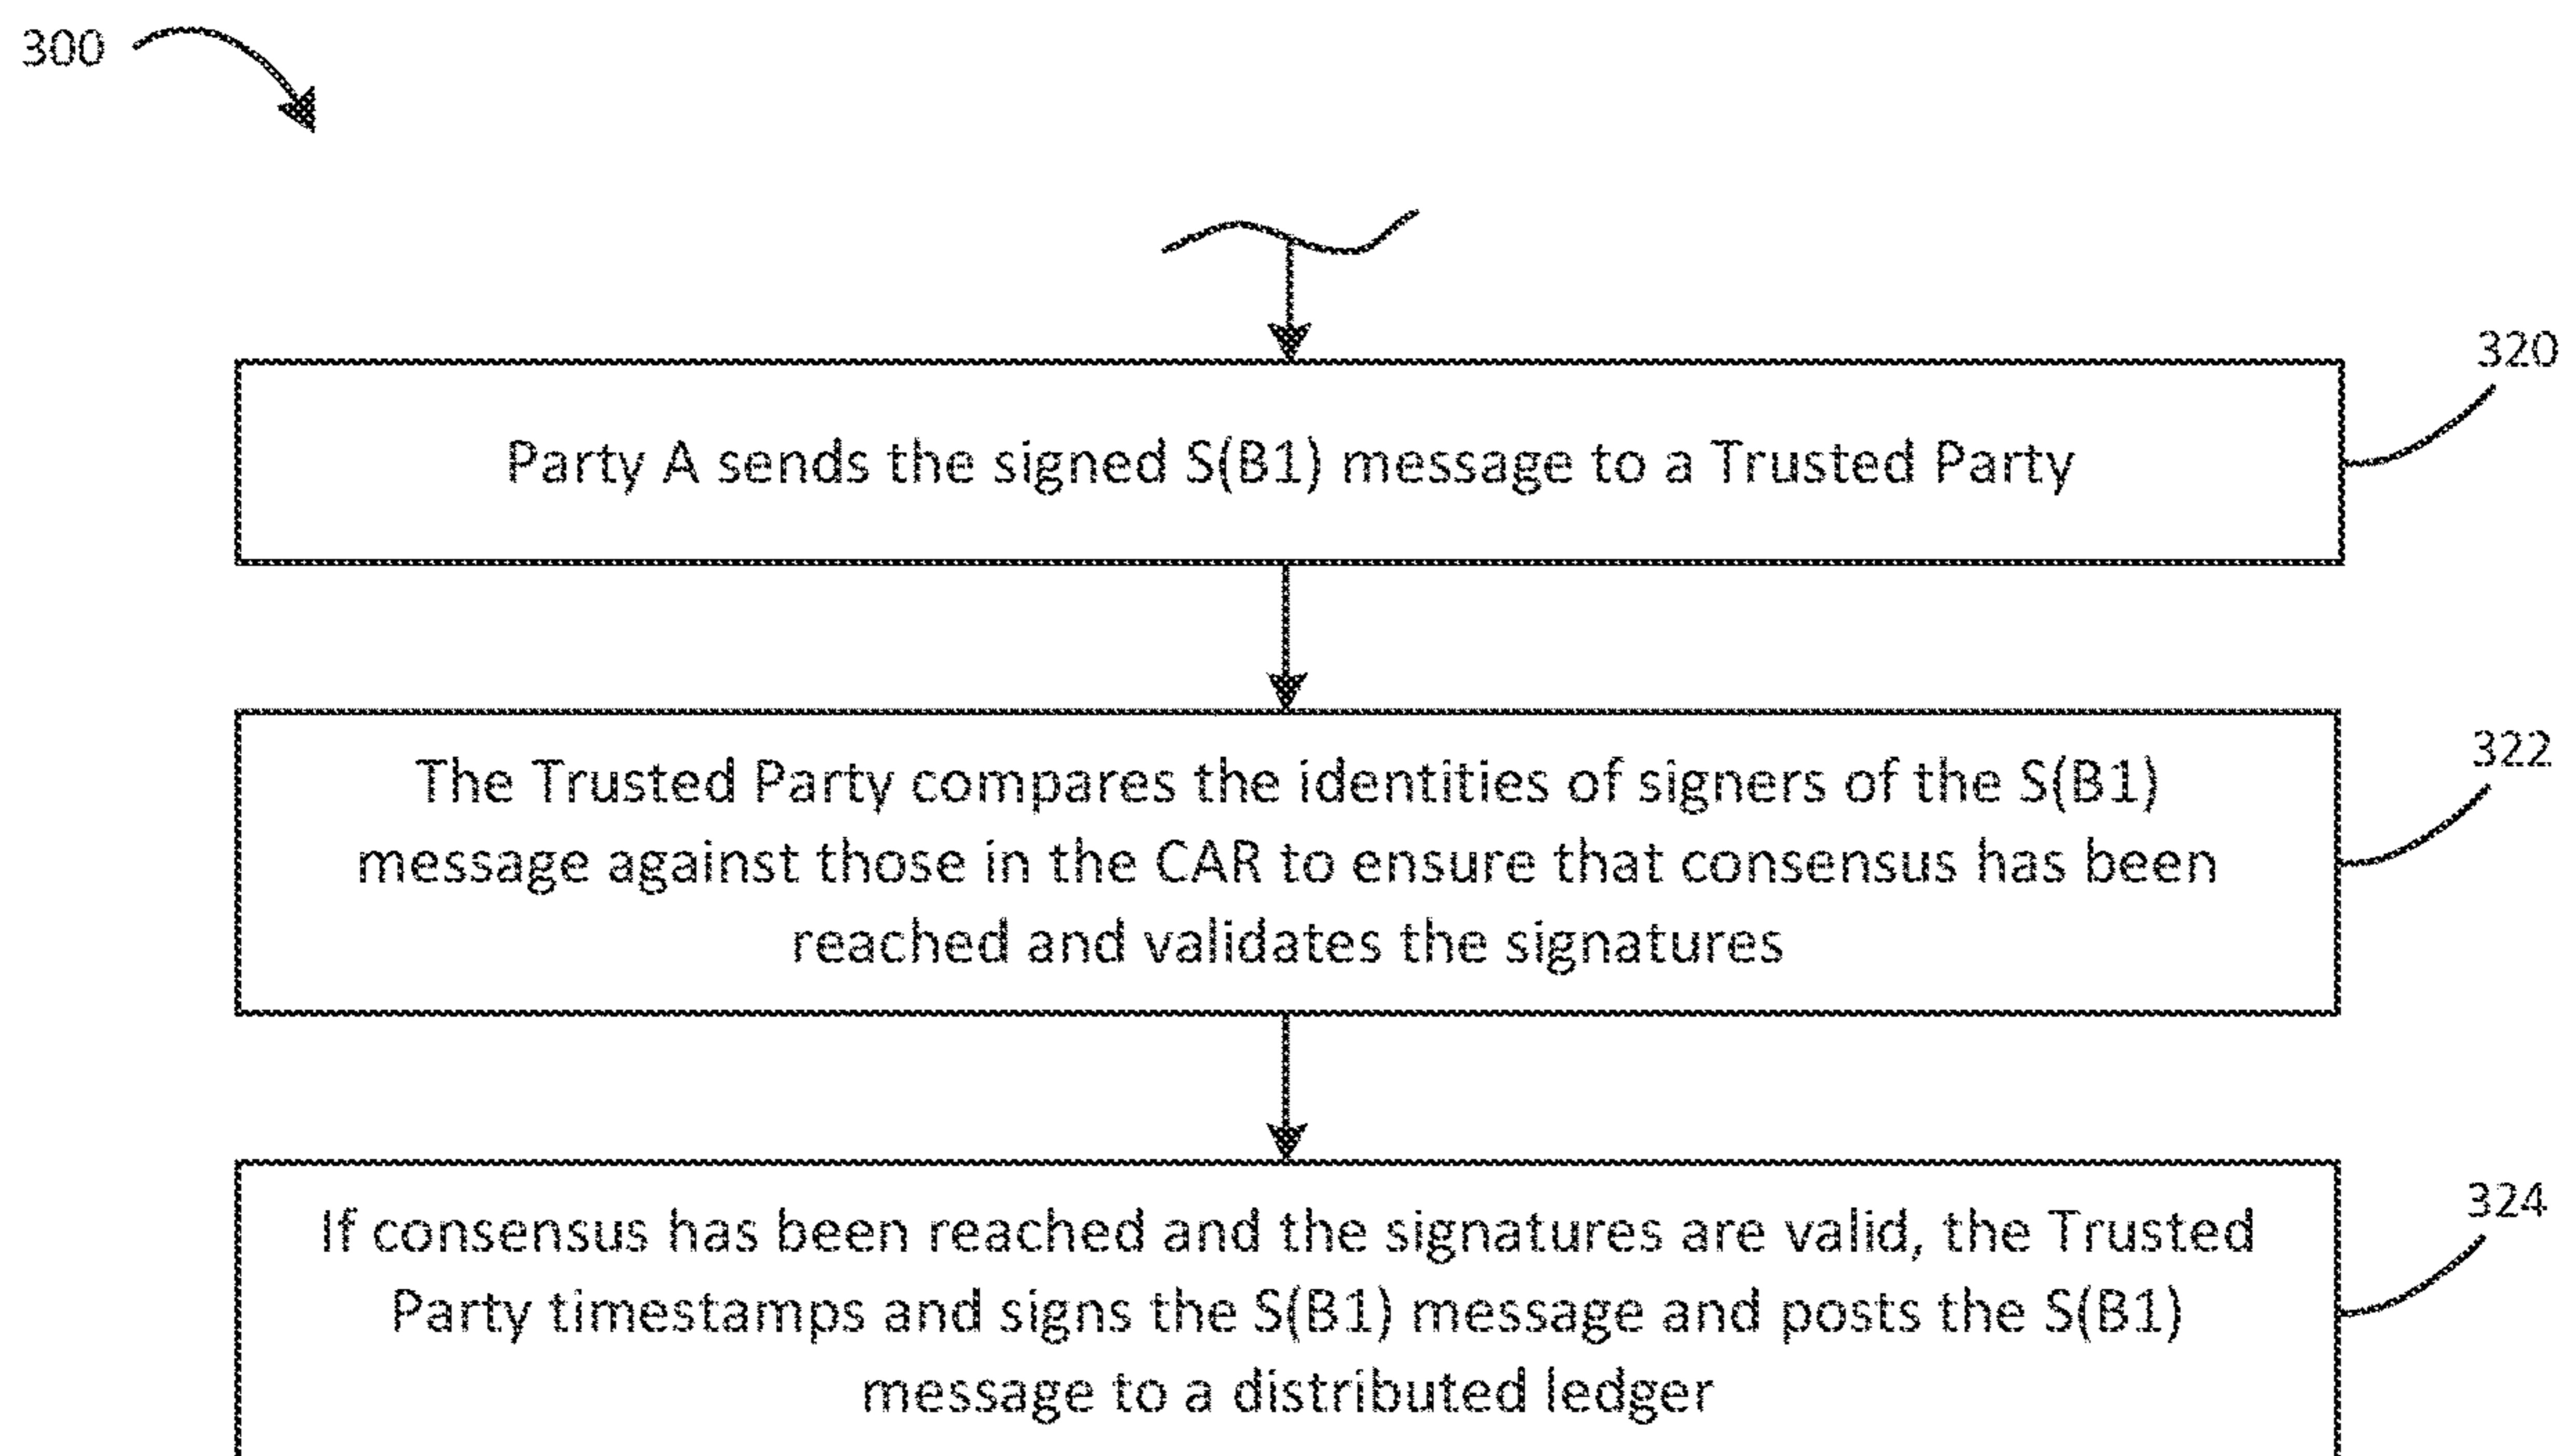 300
320
Party A sends the signed S(B1) message to a Trusted Party
322
The Trusted Party compares the identities of signers of the S(B1)
message against those in the CAR to ensure that consensus has been
reached and validates the signatures
324
If consensus has been reached and the signatures are valid, the Trusted
Party timestamps and signs the S(B1) message and posts the S(B1)
message to a distributed ledger